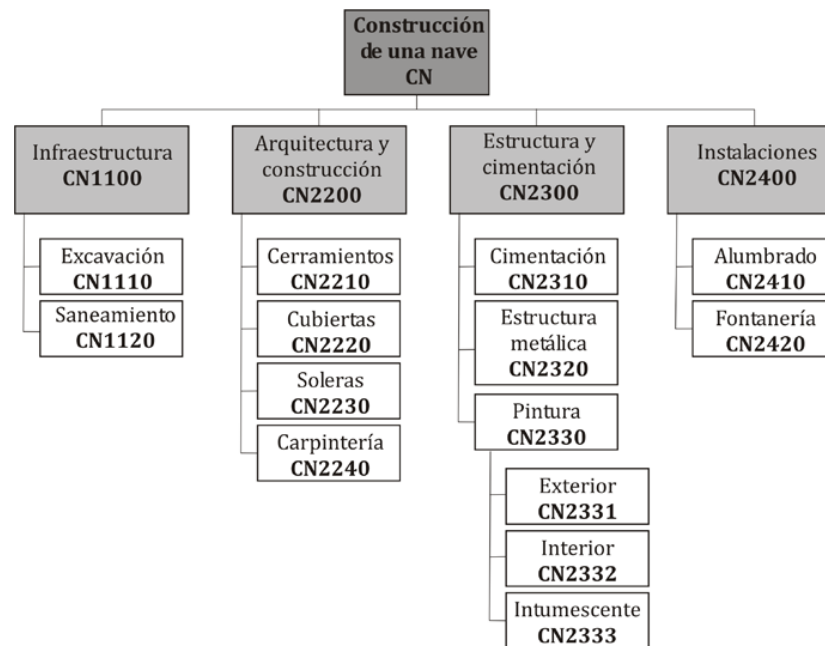 Construcción
de una nave
CN
Infraestructura
CN1100
Excavación
CN1110
Saneamiento
CN1120
Arquitectura y
construcción
CN2200
Cerramientos
CN2210
Cubiertas
CN2220
Soleras
CN2230
Carpintería
CN2240
Estructura y
cimentación
CN2300
Cimentación
CN2310
Estructura
metálica
CN2320
Pintura
CN2330
Exterior
CN2331
Interior
CN2332
Intumescente
CN2333
Instalaciones
CN2400
Alumbrado
CN2410
Fontanería
CN2420